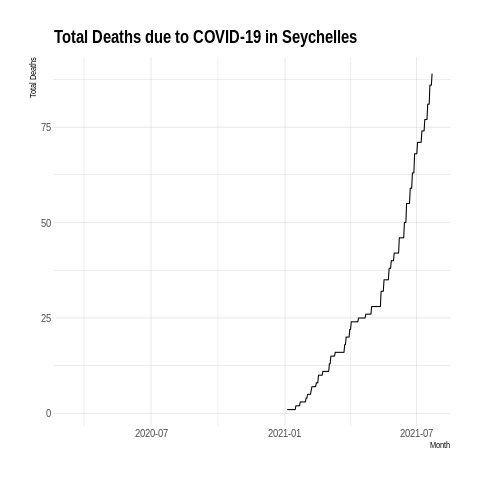 Total Deaths due to COVID-19 in Seychelles
Total Deaths
75
50
25
0
2020-07
2021-01
2021-07
Month